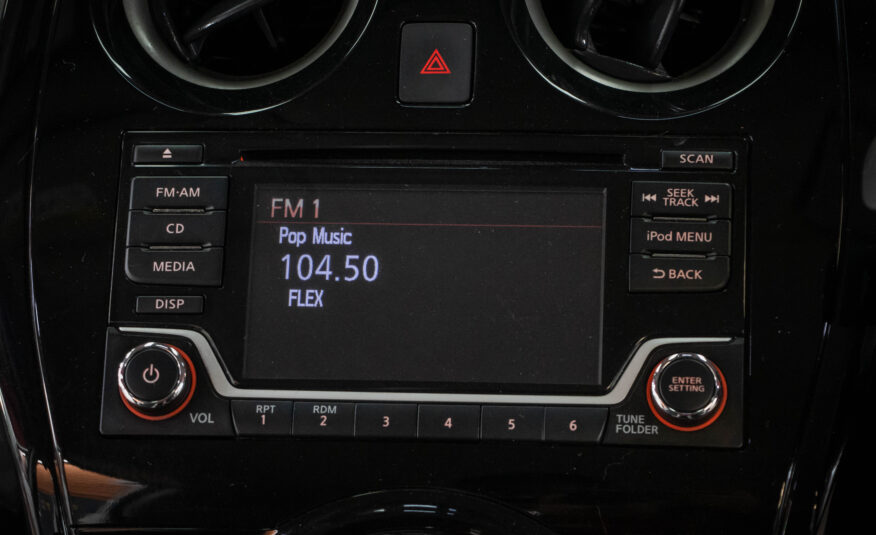 SCAN
FM·AM
CD
MEDIA
DISP
FM 1
Pop Music
104.50
FLEX
SEEK
TRACK
iPod MENU
BACK
VOL
RPT
1
RDM
2
3
4
5
6
TUNE
FOLDER
ENTER
SETTING